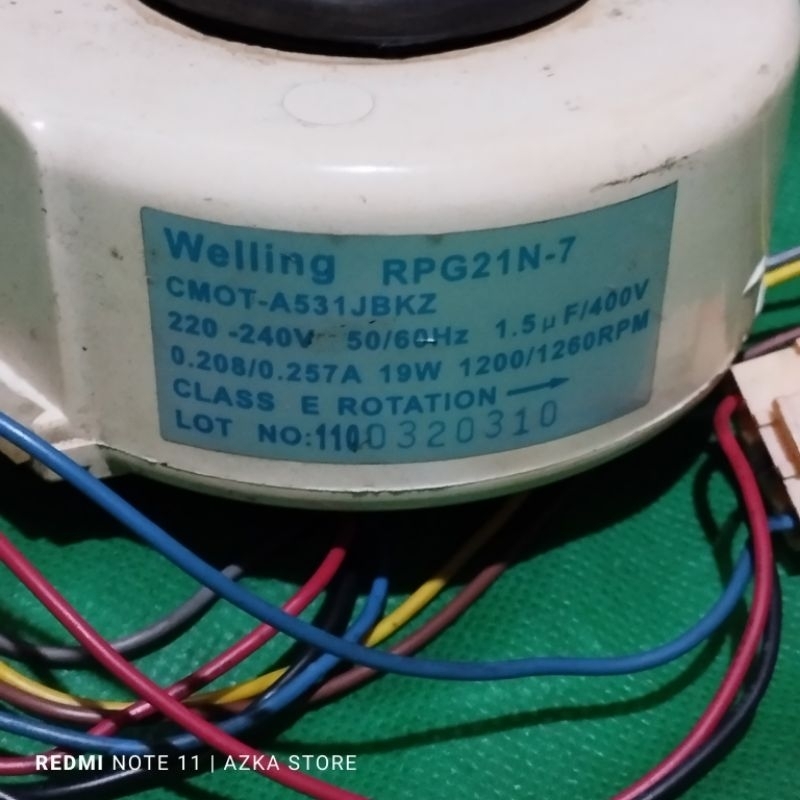 Welling RPG21N-7
CMOT-A531JBKZ
220-240V 50/60Hz 1.5μF/400V
0.208/0.257A 19W 1200/1260RPM
CLASS E ROTATION
LOT NO:1100320310
REDMI NOTE 11 | AZKA STORE